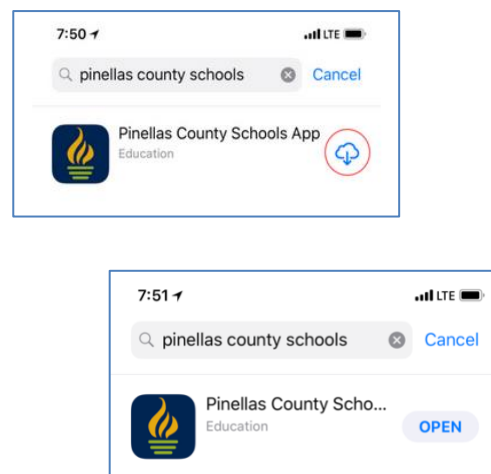 7:50 LTE
pinellas county schools Cancel
Pinellas County Schools App
Education
7:51 LTE
pinellas county schools Cancel
Pinellas County Scho...
Education
OPEN